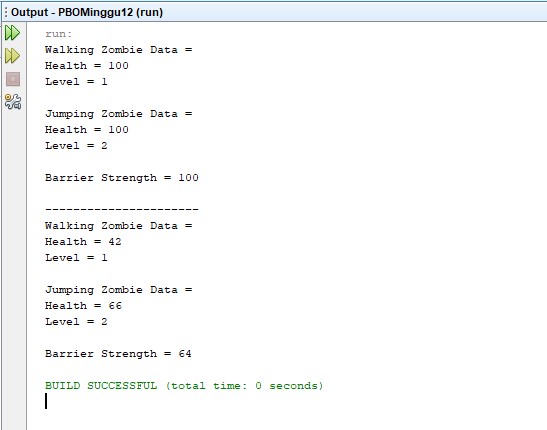 Output - PBOMinggu12 (run)
run:
Walking Zombie Data =
Health = 100
Level = 1
Jumping Zombie Data =
Health = 100
Level = 2
Barrier Strength = 100
----------------------
Walking Zombie Data =
Health = 42
Level = 1
Jumping Zombie Data =
Health = 66
Level = 2
Barrier Strength = 64
BUILD SUCCESSFUL (total time: 0 seconds)